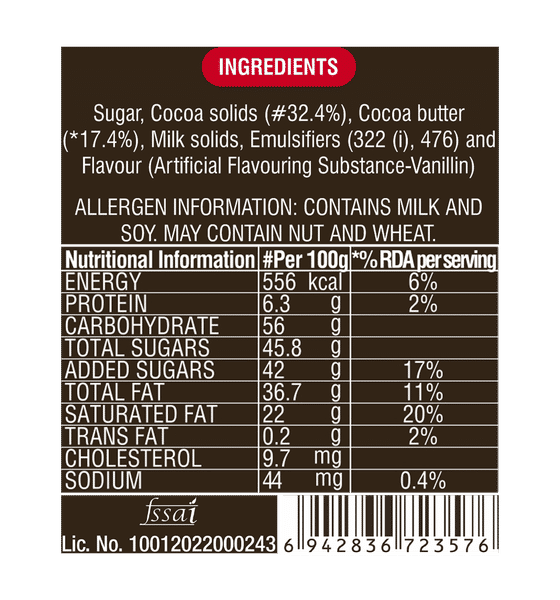 INGREDIENTS
Sugar, Cocoa solids (#32.4%), Cocoa butter
(*17.4%), Milk solids, Emulsifiers (322 (i), 476) and
Flavour (Artificial Flavouring Substance-Vanillin)
ALLERGEN INFORMATION: CONTAINS MILK AND
SOY. MAY CONTAIN NUT AND WHEAT.
Nutritional Information #Per 100g *% RDA per serving
ENERGY 556 kcal 6%
PROTEIN 6.3 g 2%
CARBOHYDRATE 56 g
TOTAL SUGARS 45.8 g
ADDED SUGARS 42 g 17%
TOTAL FAT 36.7 g 11%
SATURATED FAT 22 g 20%
TRANS FAT 0.2 g 2%
CHOLESTEROL 9.7 mg
SODIUM 44 mg 0.4%
fssai
Lic. No. 10012022000243
6 942836 723576